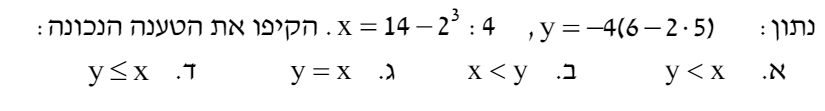 נתון: y = −4(6 − 2 · 5) , x = 14 − 2³ : 4 . הקיפו את הטענה הנכונה:
א. y < x ב. x < y ג. y = x ד. y ≤ x